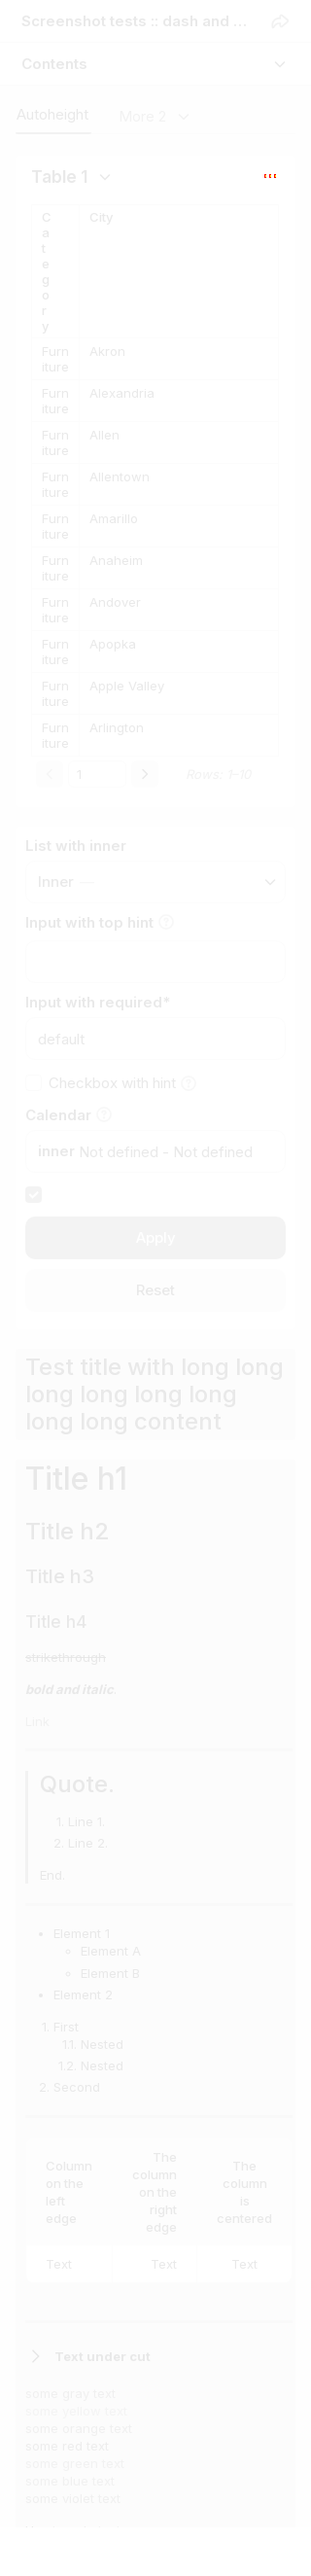 Screenshot tests :: dash and ...
Contents
Autoheight More 2
Table 1
Category City
Furniture Akron
Furniture Alexandria
Furniture Allen
Furniture Allentown
Furniture Amarillo
Furniture Anaheim
Furniture Andover
Furniture Apopka
Furniture Apple Valley
Furniture Arlington
1 Rows: 1–10
List with inner
Inner —
Input with top hint
Input with required*
default
Checkbox with hint
Calendar
inner Not defined - Not defined
Apply
Reset
Test title with long long
long long long long
long long content
Title h1
Title h2
Title h3
Title h4
strikethrough
bold and italic.
Link
Quote.
1. Line 1.
2. Line 2.
End.
Element 1
Element A
Element B
Element 2
1. First
1.1. Nested
1.2. Nested
2. Second
Column on the left edge
The column on the right edge
The column is centered
Text Text Text
Text under cut
some gray text
some yellow text
some orange text
some red text
some green text
some blue text
some violet text